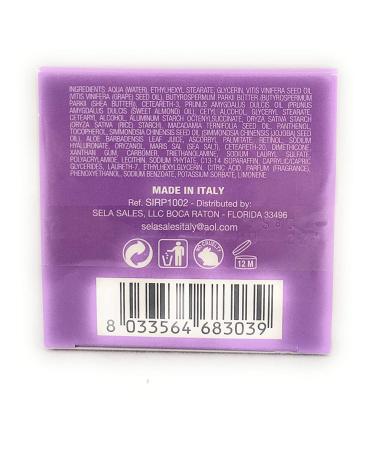 INGREDIENTS: AQUA (WATER), ETHYLHEXYL STEARATE, GLYCERIN, VITIS VINIFERA SEED OIL
(VITIS VINIFERA (GRAPE) SEED OIL), BUTYROSPERMUM PARKII BUTTER /BUTYROSPERMUM
PARKII (SHEA BUTTER), CETEARETH-3, PRUNUS AMYGDALUS DULCIS OIL (PRUNUS
AMYGDALUS DULCIS (SWEET ALMOND) OIL, CETYL ALCOHOL, GLYCERYL STEARATE,
CETEARYL ALCOHOL, ALUMINUM STARCH OCTENYLSUCCINATE, ORYZA SATIVA STARCH
(ORYZA SATIVA (RICE) STARCH), MACADAMIA TERNIFOLIA SEED OIL, PANTHENOL,
TOCOPHEROL, SIMMONDSIA CHINENSIS SEED OIL (SIMMONDSIA CHINENSIS (JOJOBA) SEED
OIL), ALOE BARBADENSIS LEAF JUICE, ASCORBYL PALMITATE, RETINOL, SODIUM
HYALURONATE, ORYZANOL, MARIS SAL (SEA SALT), CETEARETH-20, DIMETHICONE,
XANTHAN GUM, CARBOMER, TRIETHANOLAMINE, SODIUM LAURYL SULFATE,
POLYACRYLAMIDE, LECITHIN, SODIUM PHYTATE, C13-14 ISOPARAFFIN, CAPRYLIC/CAPRIC
GLYCERIDES, LAURETH-7, ETHYLHEXYLGLYCERIN, CITRIC ACID, PARFUM (FRAGRANCE),
PHENOXYETHANOL, SODIUM BENZOATE, POTASSIUM SORBATE, LIMONENE
MADE IN ITALY
Ref. SIRP1002 - Distributed by:
SELA SALES, LLC BOCA RATON - FLORIDA 33496
selasalesitaly@aol.com
NO CRUELTY
12 M
8 033564 683039